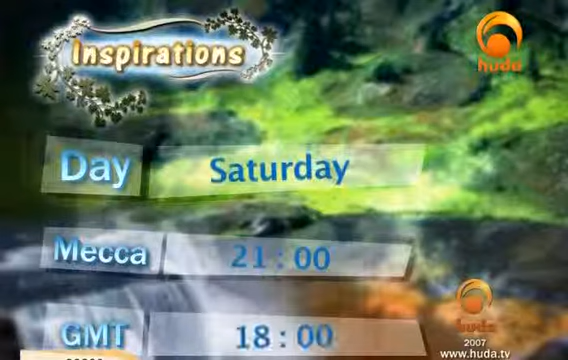 Inspirations
huda
Day
Saturday
Mecca
21 : 00
GMT
18 : 00
huda
2007
www.huda.tv